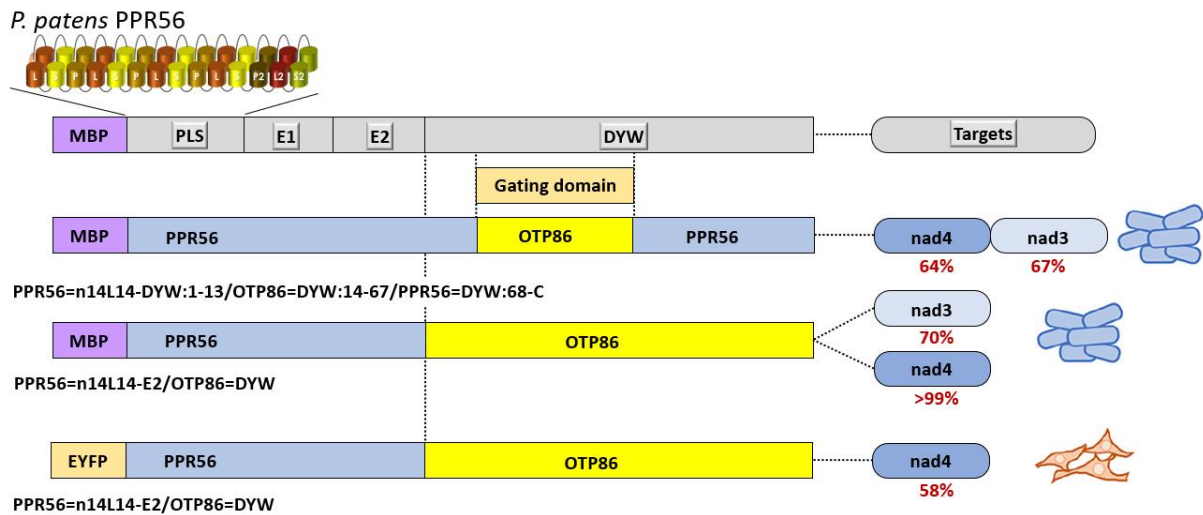 P. patens PPR56
L S P L S P L S P L S P2 L2 S2
MBP PLS E1 E2 DYW Targets
Gating domain
MBP PPR56 OTP86 PPR56 nad4 nad3
64% 67%
PPR56=n14L14-DYW:1-13/OTP86=DYW:14-67/PPR56=DYW:68-C
nad3
70%
MBP PPR56 OTP86
nad4
>99%
PPR56=n14L14-E2/OTP86=DYW
EYFP PPR56 OTP86 nad4
58%
PPR56=n14L14-E2/OTP86=DYW